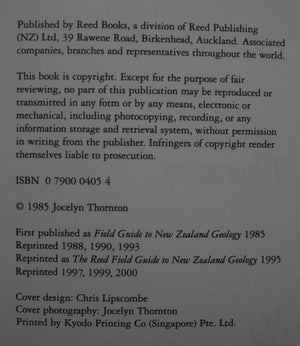 Published by Reed Books, a division of Reed Publishing
(NZ) Ltd, 39 Rawene Road, Birkenhead, Auckland. Associated
companies, branches and representatives throughout the world.
This book is copyright. Except for the purpose of fair
reviewing, no part of this publication may be reproduced or
transmitted in any form or by any means, electronic or
mechanical, including photocopying, recording, or any
information storage and retrieval system, without permission
in writing from the publisher. Infringers of copyright render
themselves liable to prosecution.
ISBN 0 7900 0405 4
© 1985 Jocelyn Thornton
First published as Field Guide to New Zealand Geology 1985
Reprinted 1988, 1990, 1993
Reprinted as The Reed Field Guide to New Zealand Geology 1995
Reprinted 1997, 1999, 2000
Cover design: Chris Lipscombe
Cover photography: Jocelyn Thornton
Printed by Kyodo Printing Co (Singapore) Pte. Ltd.